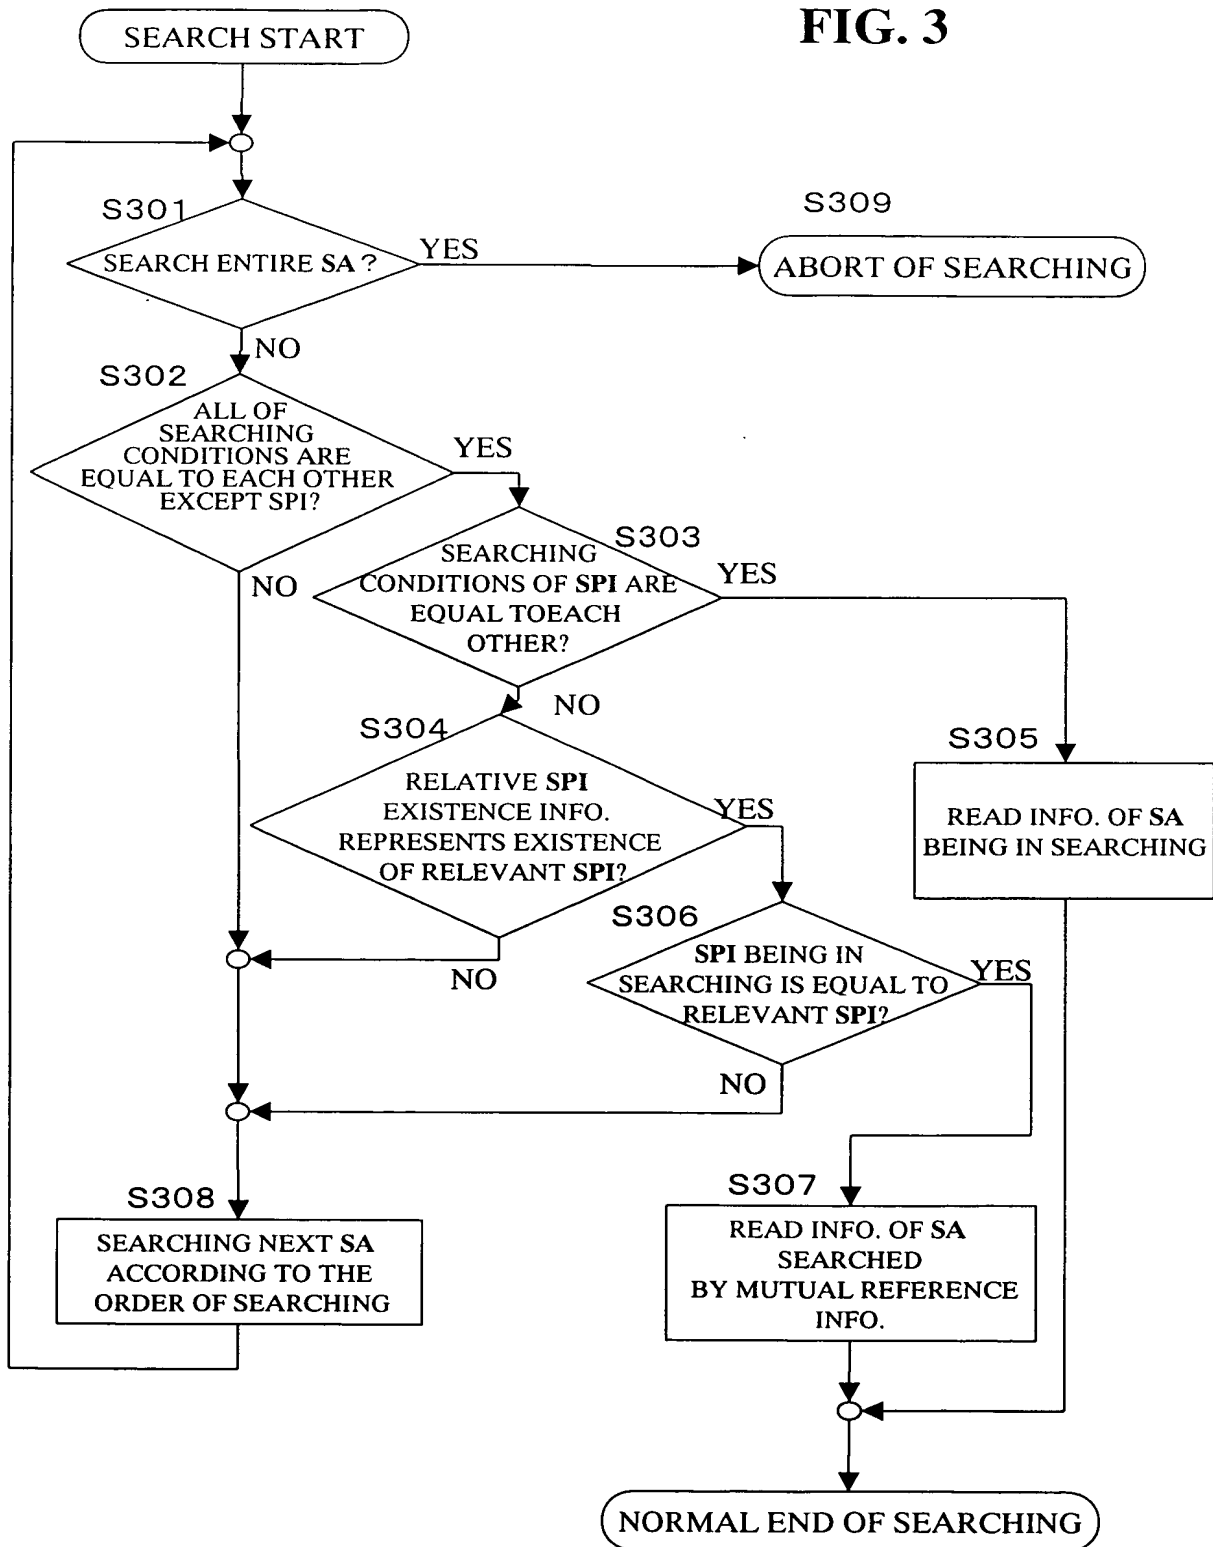 FIG. 3
SEARCH START
S301
SEARCH ENTIRE SA?
YES
S309
ABORT OF SEARCHING
NO
S302
ALL OF
SEARCHING
CONDITIONS ARE
EQUAL TO EACH OTHER
EXCEPT SPI?
YES
NO
S303
SEARCHING
CONDITIONS OF SPI ARE
EQUAL TOEACH
OTHER?
YES
NO
S304
RELATIVE SPI
EXISTENCE INFO.
REPRESENTS EXISTENCE
OF RELEVANT SPI?
YES
NO
S305
READ INFO. OF SA
BEING IN SEARCHING
S306
SPI BEING IN
SEARCHING IS EQUAL TO
RELEVANT SPI?
YES
NO
S308
SEARCHING NEXT SA
ACCORDING TO THE
ORDER OF SEARCHING
S307
READ INFO. OF SA
SEARCHED
BY MUTUAL REFERENCE
INFO.
NORMAL END OF SEARCHING